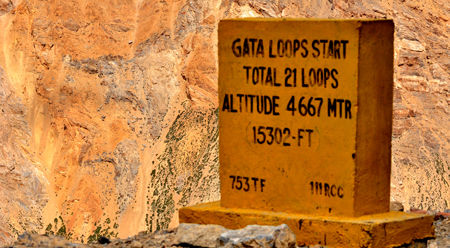 GATA LOOPS START
TOTAL 21 LOOPS
ALTITUDE 4667 MTR
15302-FT
753 TF 111 RCC